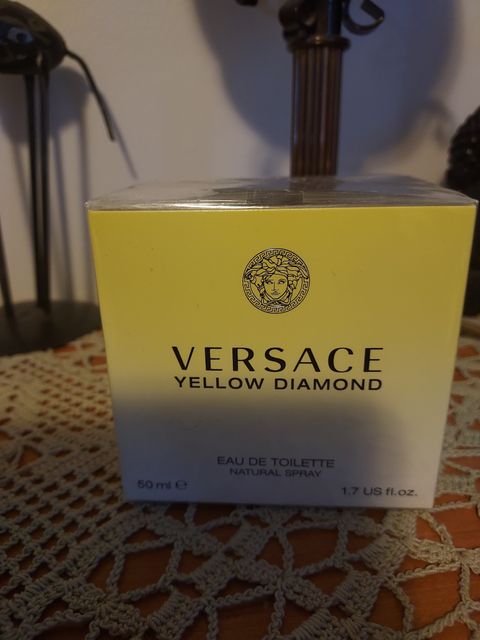 VERSACE
YELLOW DIAMOND
EAU DE TOILETTE
NATURAL SPRAY
50 ml ℮
1.7 US fl.oz.